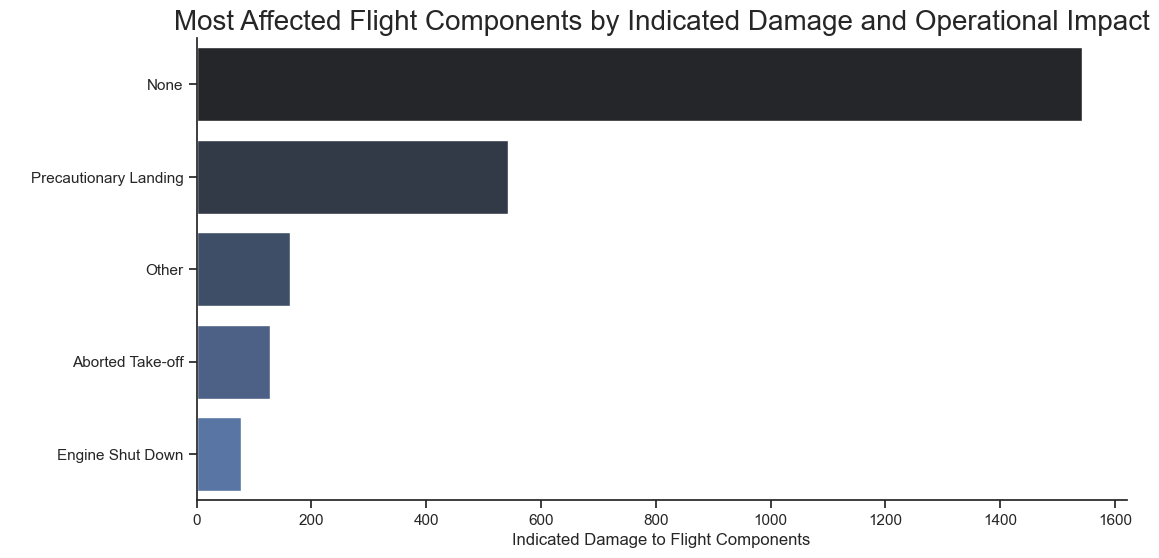 Most Affected Flight Components by Indicated Damage and Operational Impact
None
Precautionary Landing
Other
Aborted Take-off
Engine Shut Down
0 200 400 600 800 1000 1200 1400 1600
Indicated Damage to Flight Components